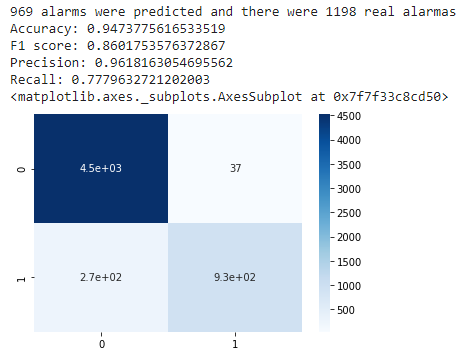 969 alarms were predicted and there were 1198 real alarmas
Accuracy: 0.9473775616533519
F1 score: 0.8601753576372867
Precision: 0.9618163054695562
Recall: 0.7779632721202003
<matplotlib.axes._subplots.AxesSubplot at 0x7f7f33c8cd50>
0
4.5e+03
37
1
2.7e+02
9.3e+02
0
1
4500
4000
3500
3000
2500
2000
1500
1000
500